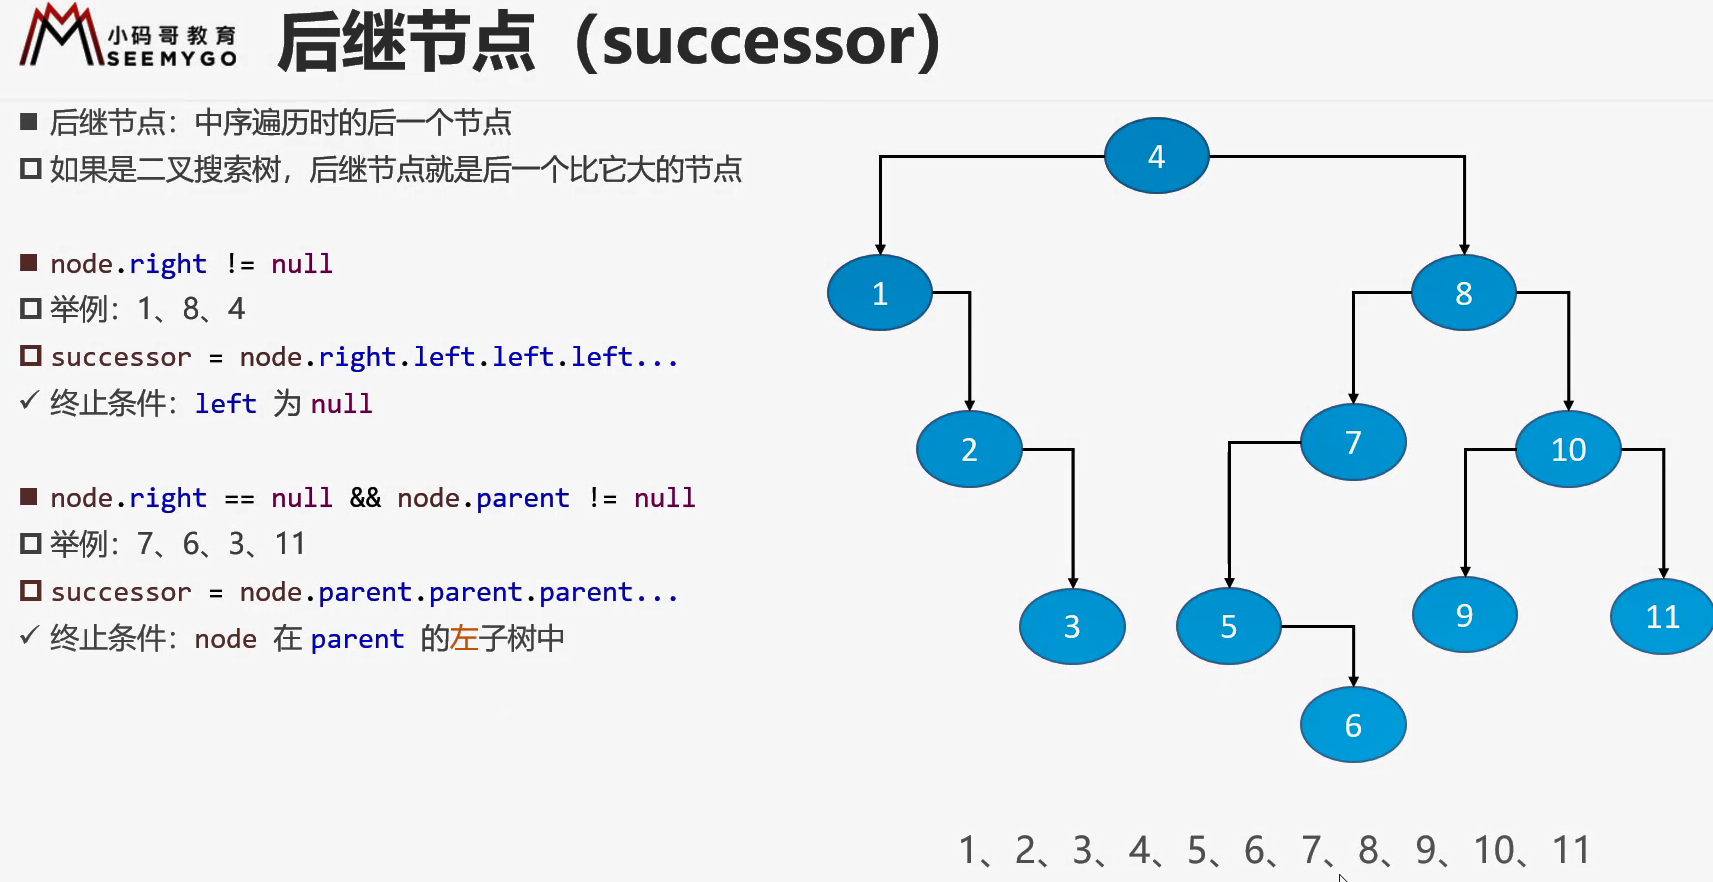 小码哥教育
SEEMYGO
后继节点（successor）
后继节点：中序遍历时的后一个节点
如果是二叉搜索树，后继节点就是后一个比它大的节点
node.right != null
举例：1、8、4
successor = node.right.left.left.left...
终止条件：left 为 null
node.right == null && node.parent != null
举例：7、6、3、11
successor = node.parent.parent.parent...
终止条件：node 在 parent 的左子树中
4
1
8
2
7
10
3
5
9
11
6
1、2、3、4、5、6、7、8、9、10、11